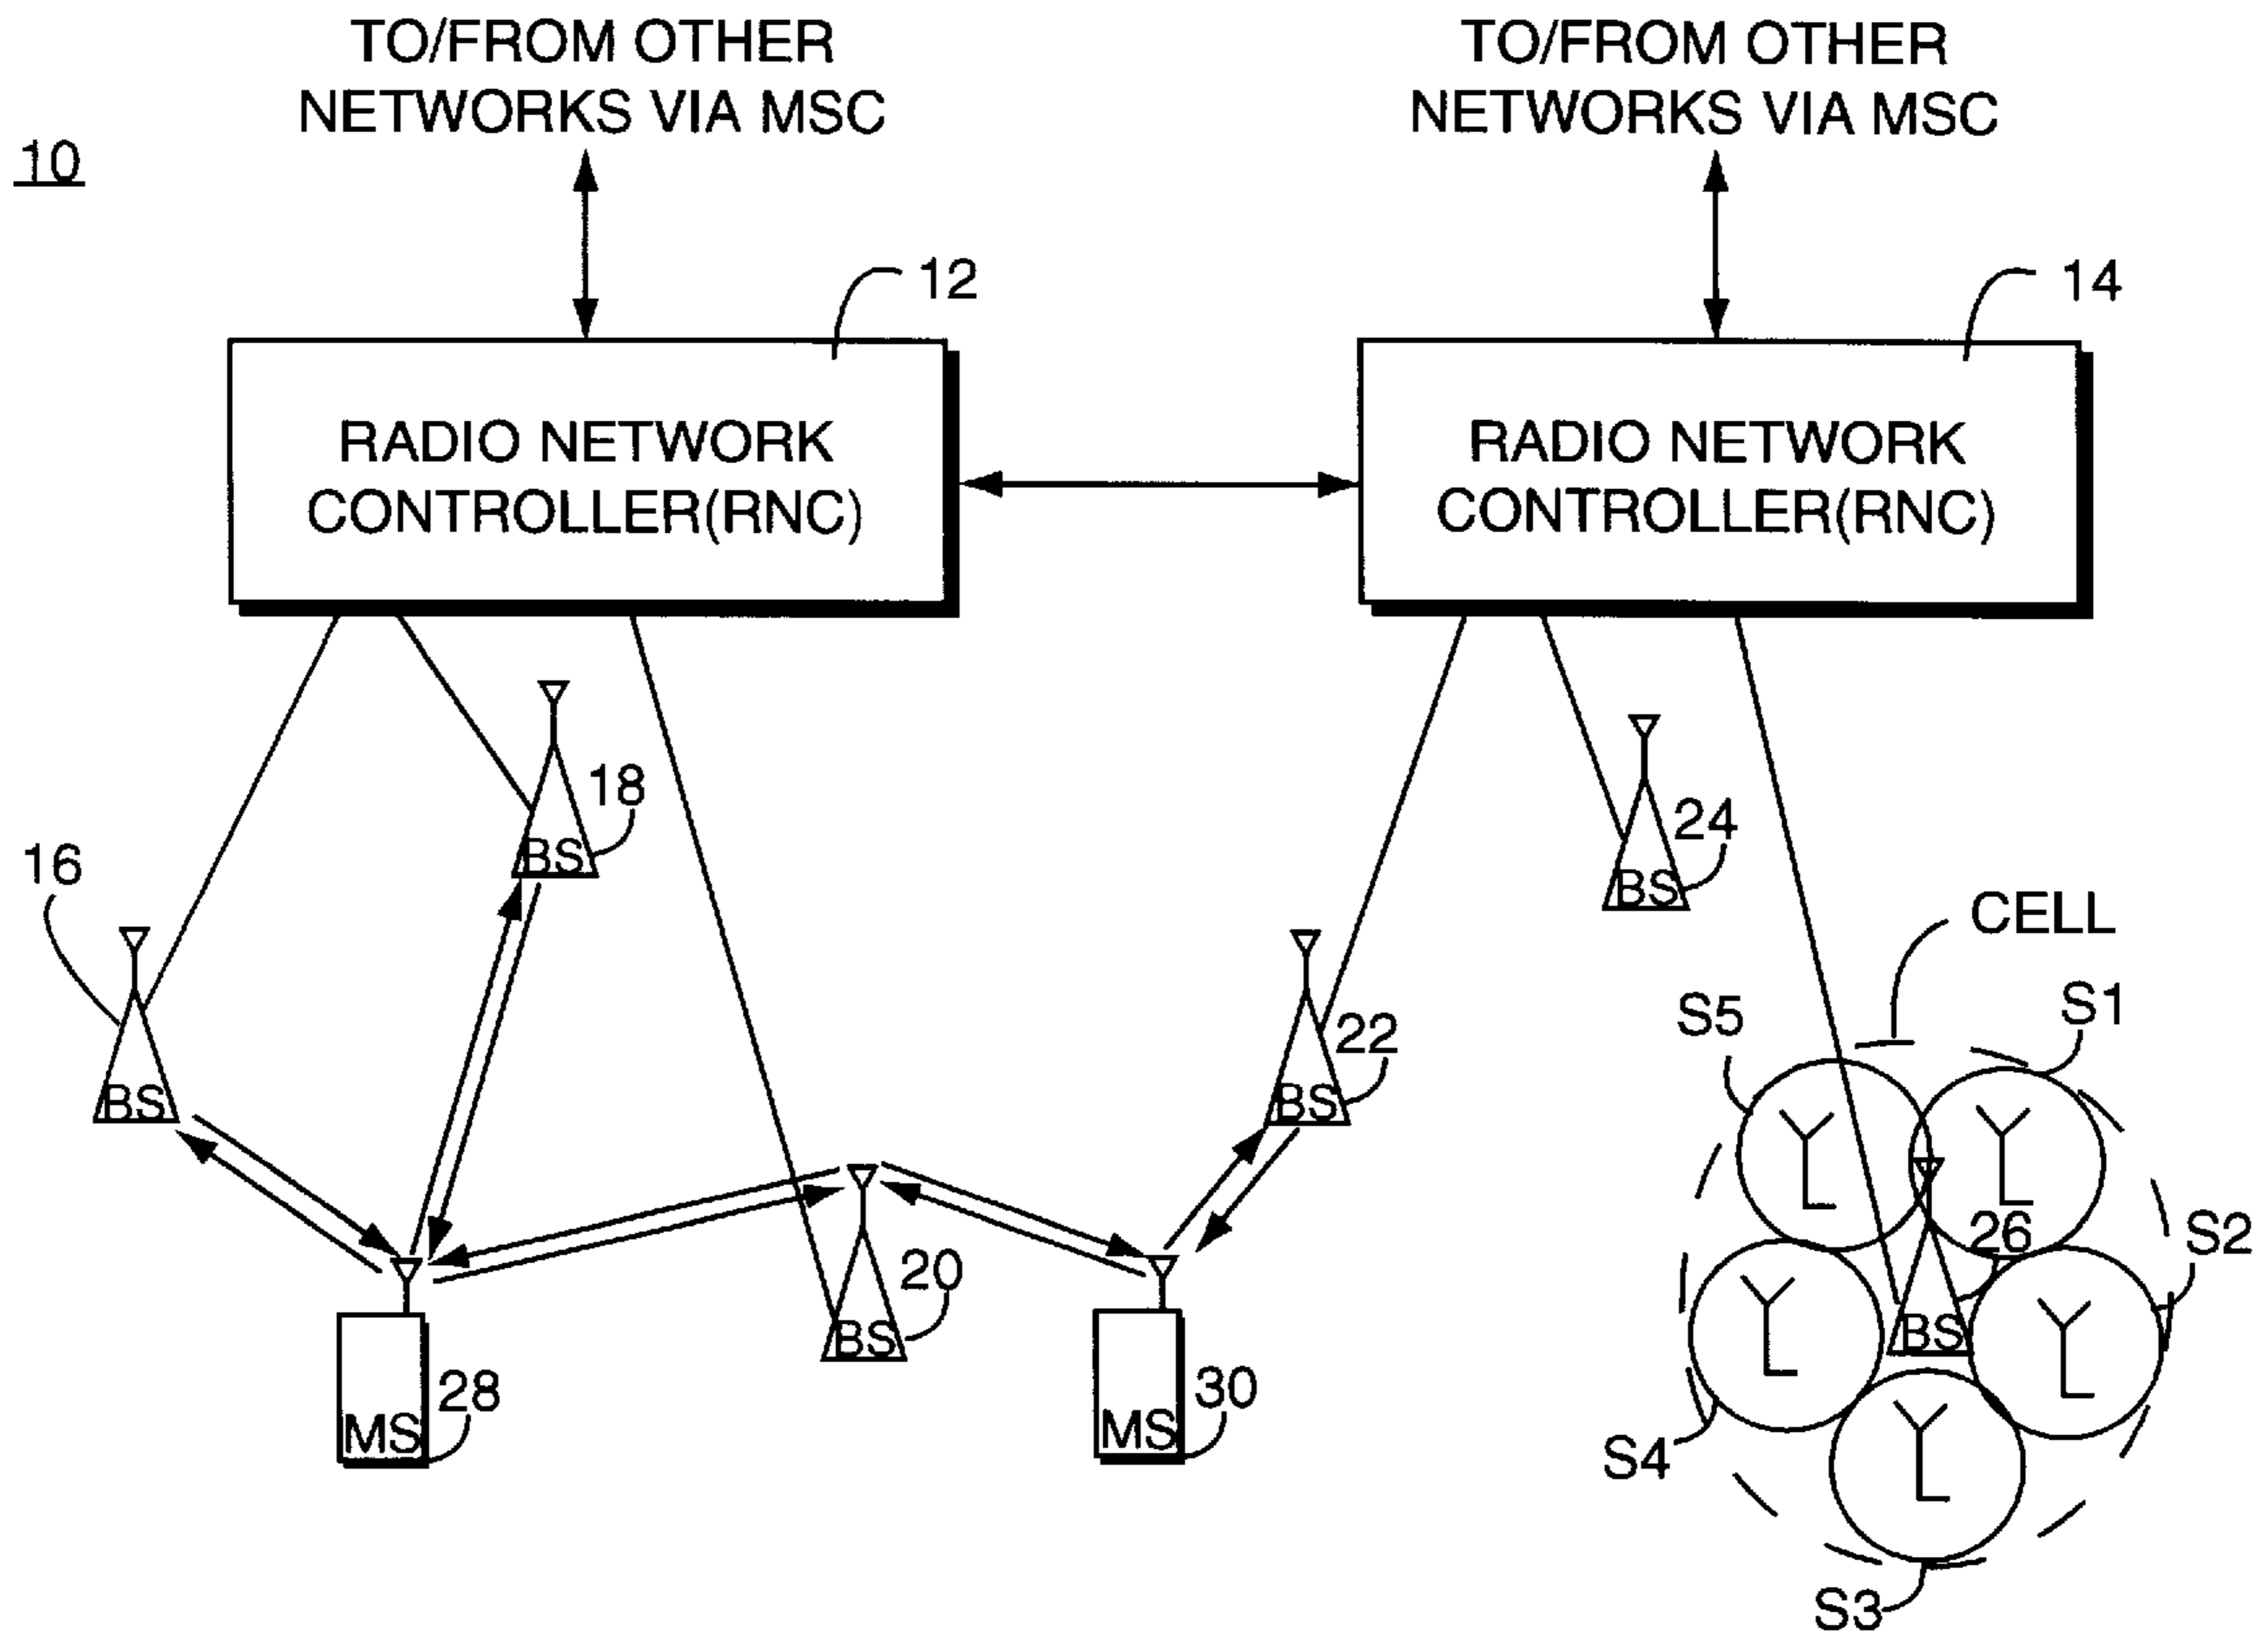 TO/FROM OTHER
NETWORKS VIA MSC
TO/FROM OTHER
NETWORKS VIA MSC
10
12
14
RADIO NETWORK
CONTROLLER(RNC)
RADIO NETWORK
CONTROLLER(RNC)
18
BS
24
BS
16
BS
CELL
S5
S1
22
BS
26
BS
S2
20
BS
28
MS
30
MS
S4
S3